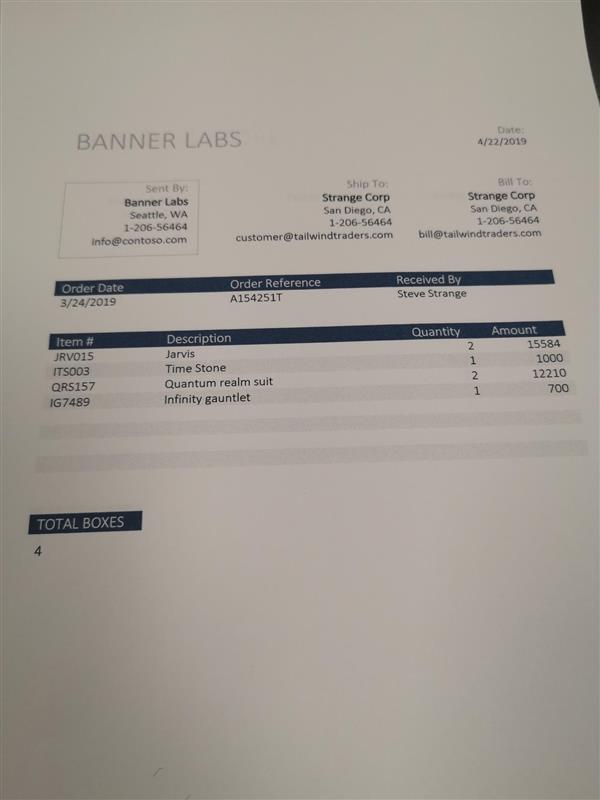 BANNER LABS
Date:
4/22/2019
Sent By:
Banner Labs
Seattle, WA
1-206-56464
info@contoso.com
Ship To:
Strange Corp
San Diego, CA
1-206-56464
customer@tailwindtraders.com
Bill To:
Strange Corp
San Diego, CA
1-206-56464
bill@tailwindtraders.com
Order Date Order Reference Received By
3/24/2019 A154251T Steve Strange
Item # Description Quantity Amount
JRV015 Jarvis 2 15584
ITS003 Time Stone 1 1000
QRS157 Quantum realm suit 2 12210
IG7489 Infinity gauntlet 1 700
TOTAL BOXES
4